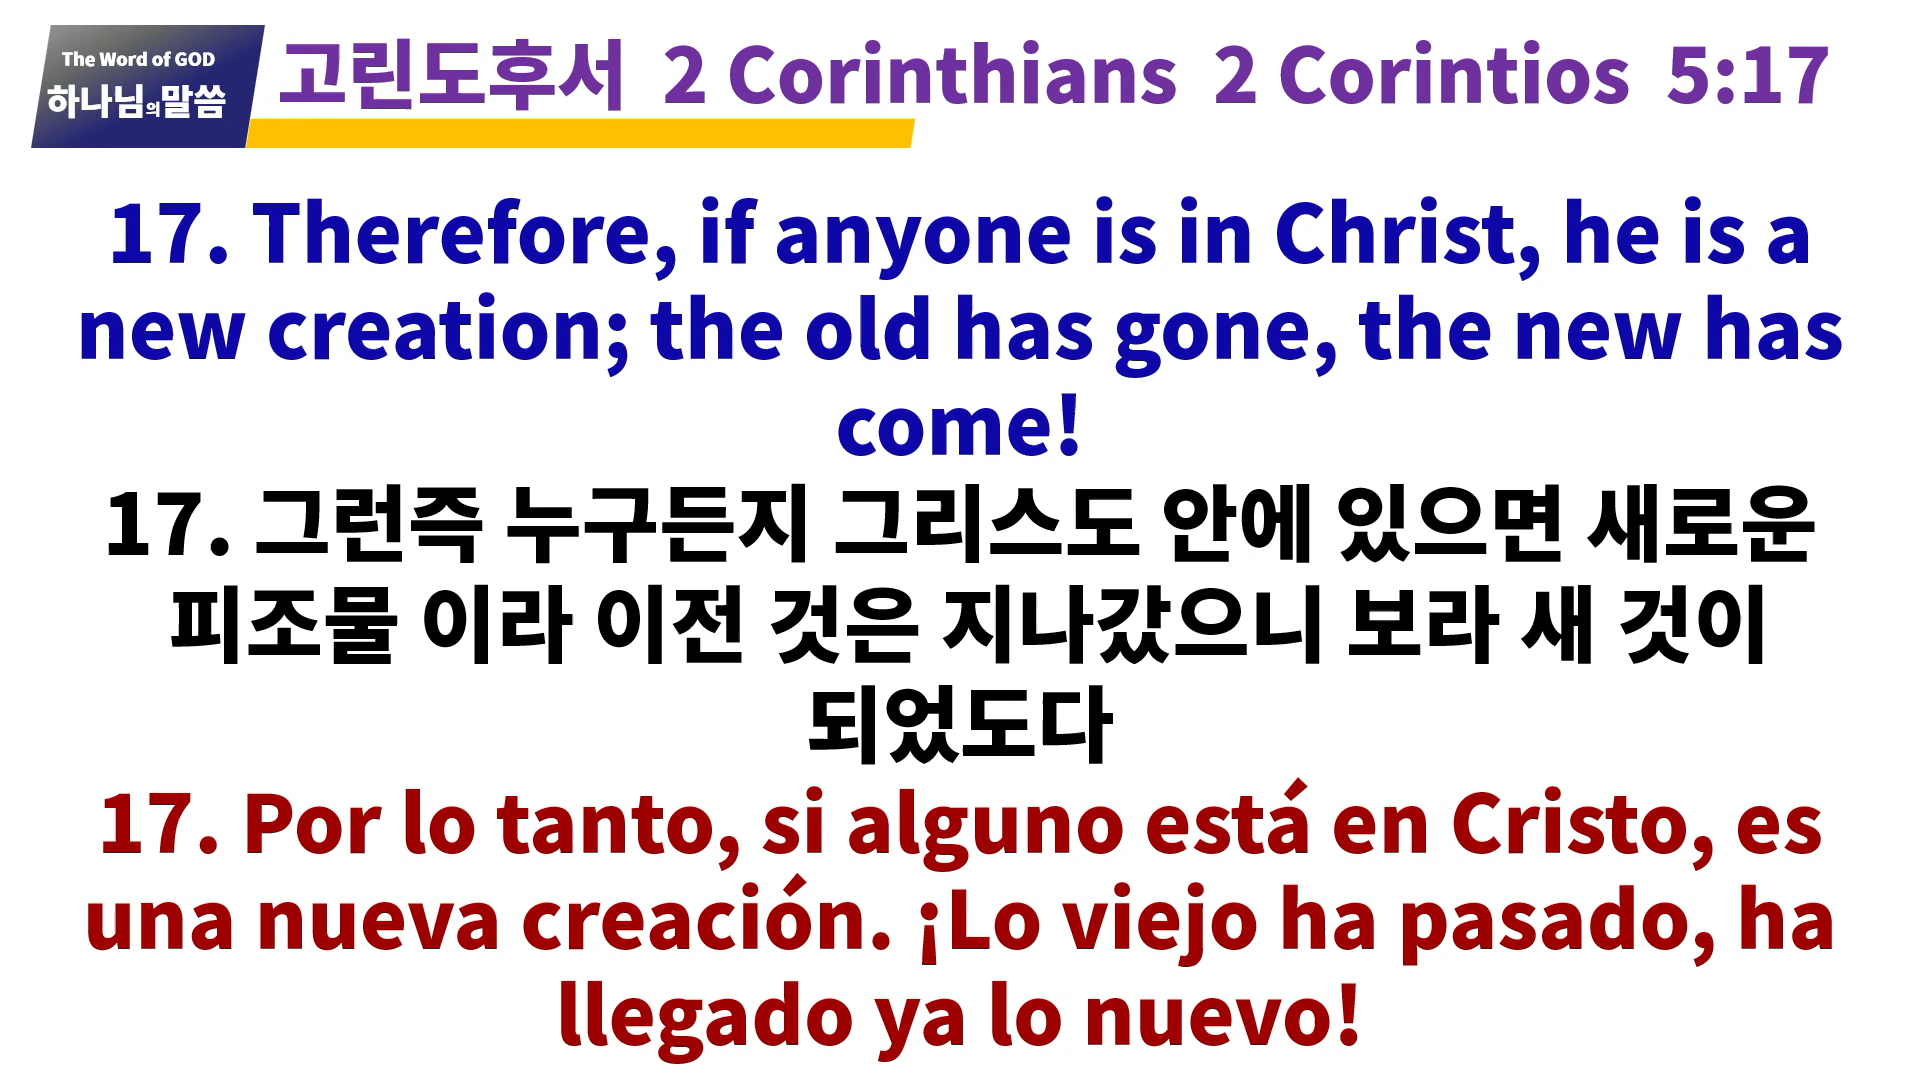 The Word of GOD
하나님의말씀
고린도후서 2 Corinthians 2 Corintios 5:17
17. Therefore, if anyone is in Christ, he is a
new creation; the old has gone, the new has
come!
17. 그런즉 누구든지 그리스도 안에 있으면 새로운
피조물 이라 이전 것은 지나갔으니 보라 새 것이
되었도다
17. Por lo tanto, si alguno está en Cristo, es
una nueva creación. ¡Lo viejo ha pasado, ha
llegado ya lo nuevo!